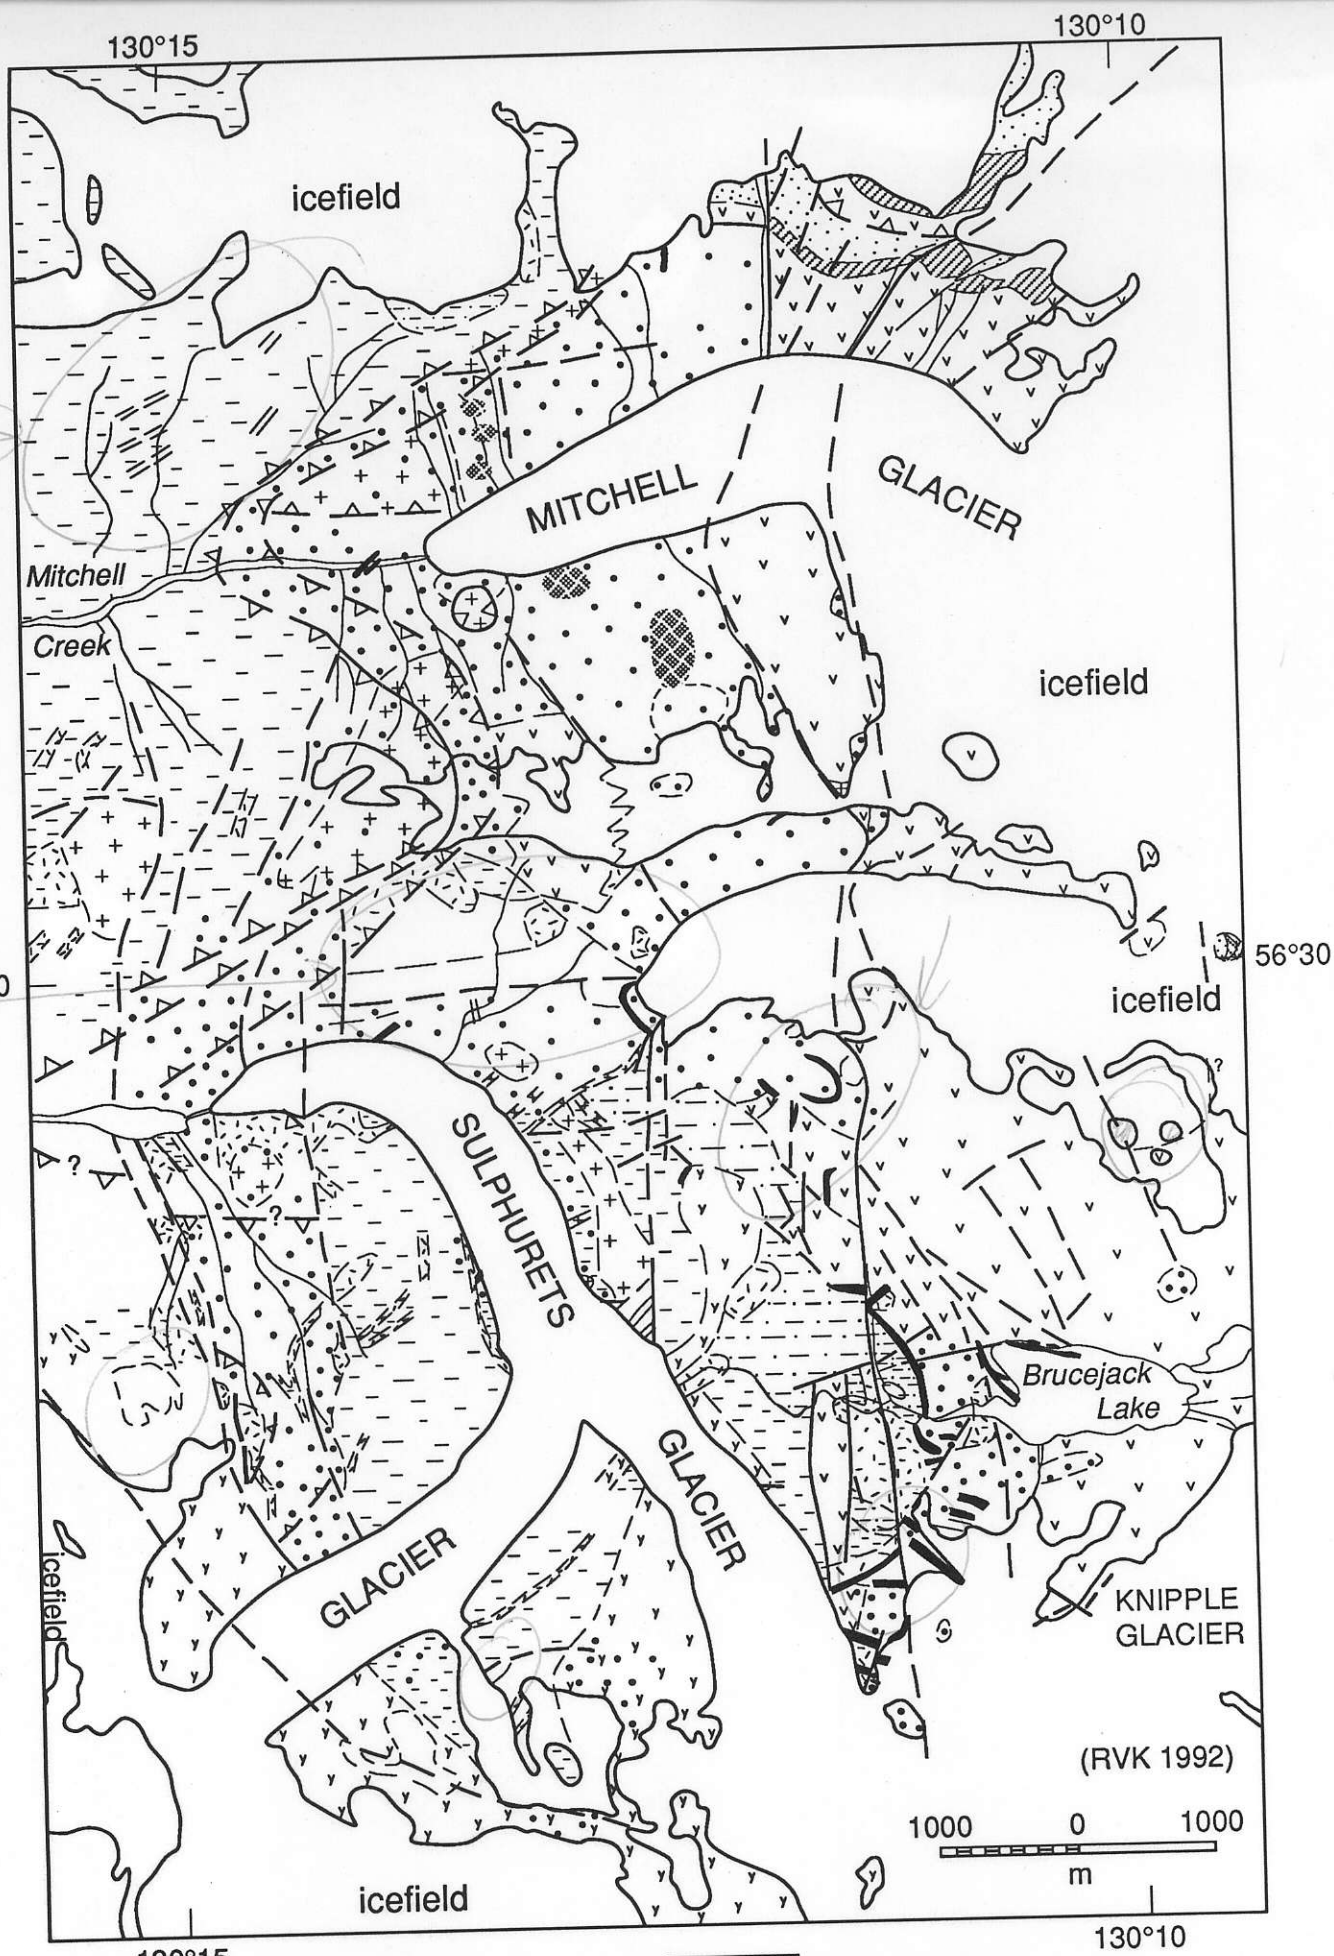 130°15
130°10
icefield
MITCHELL
GLACIER
Mitchell
Creek
icefield
0
56°30
icefield
?
SULPHURETS
?
?
Brucejack
Lake
GLACIER
GLACIER
icefield
KNIPPLE
GLACIER
(RVK 1992)
1000 0 1000
m
icefield
130°10